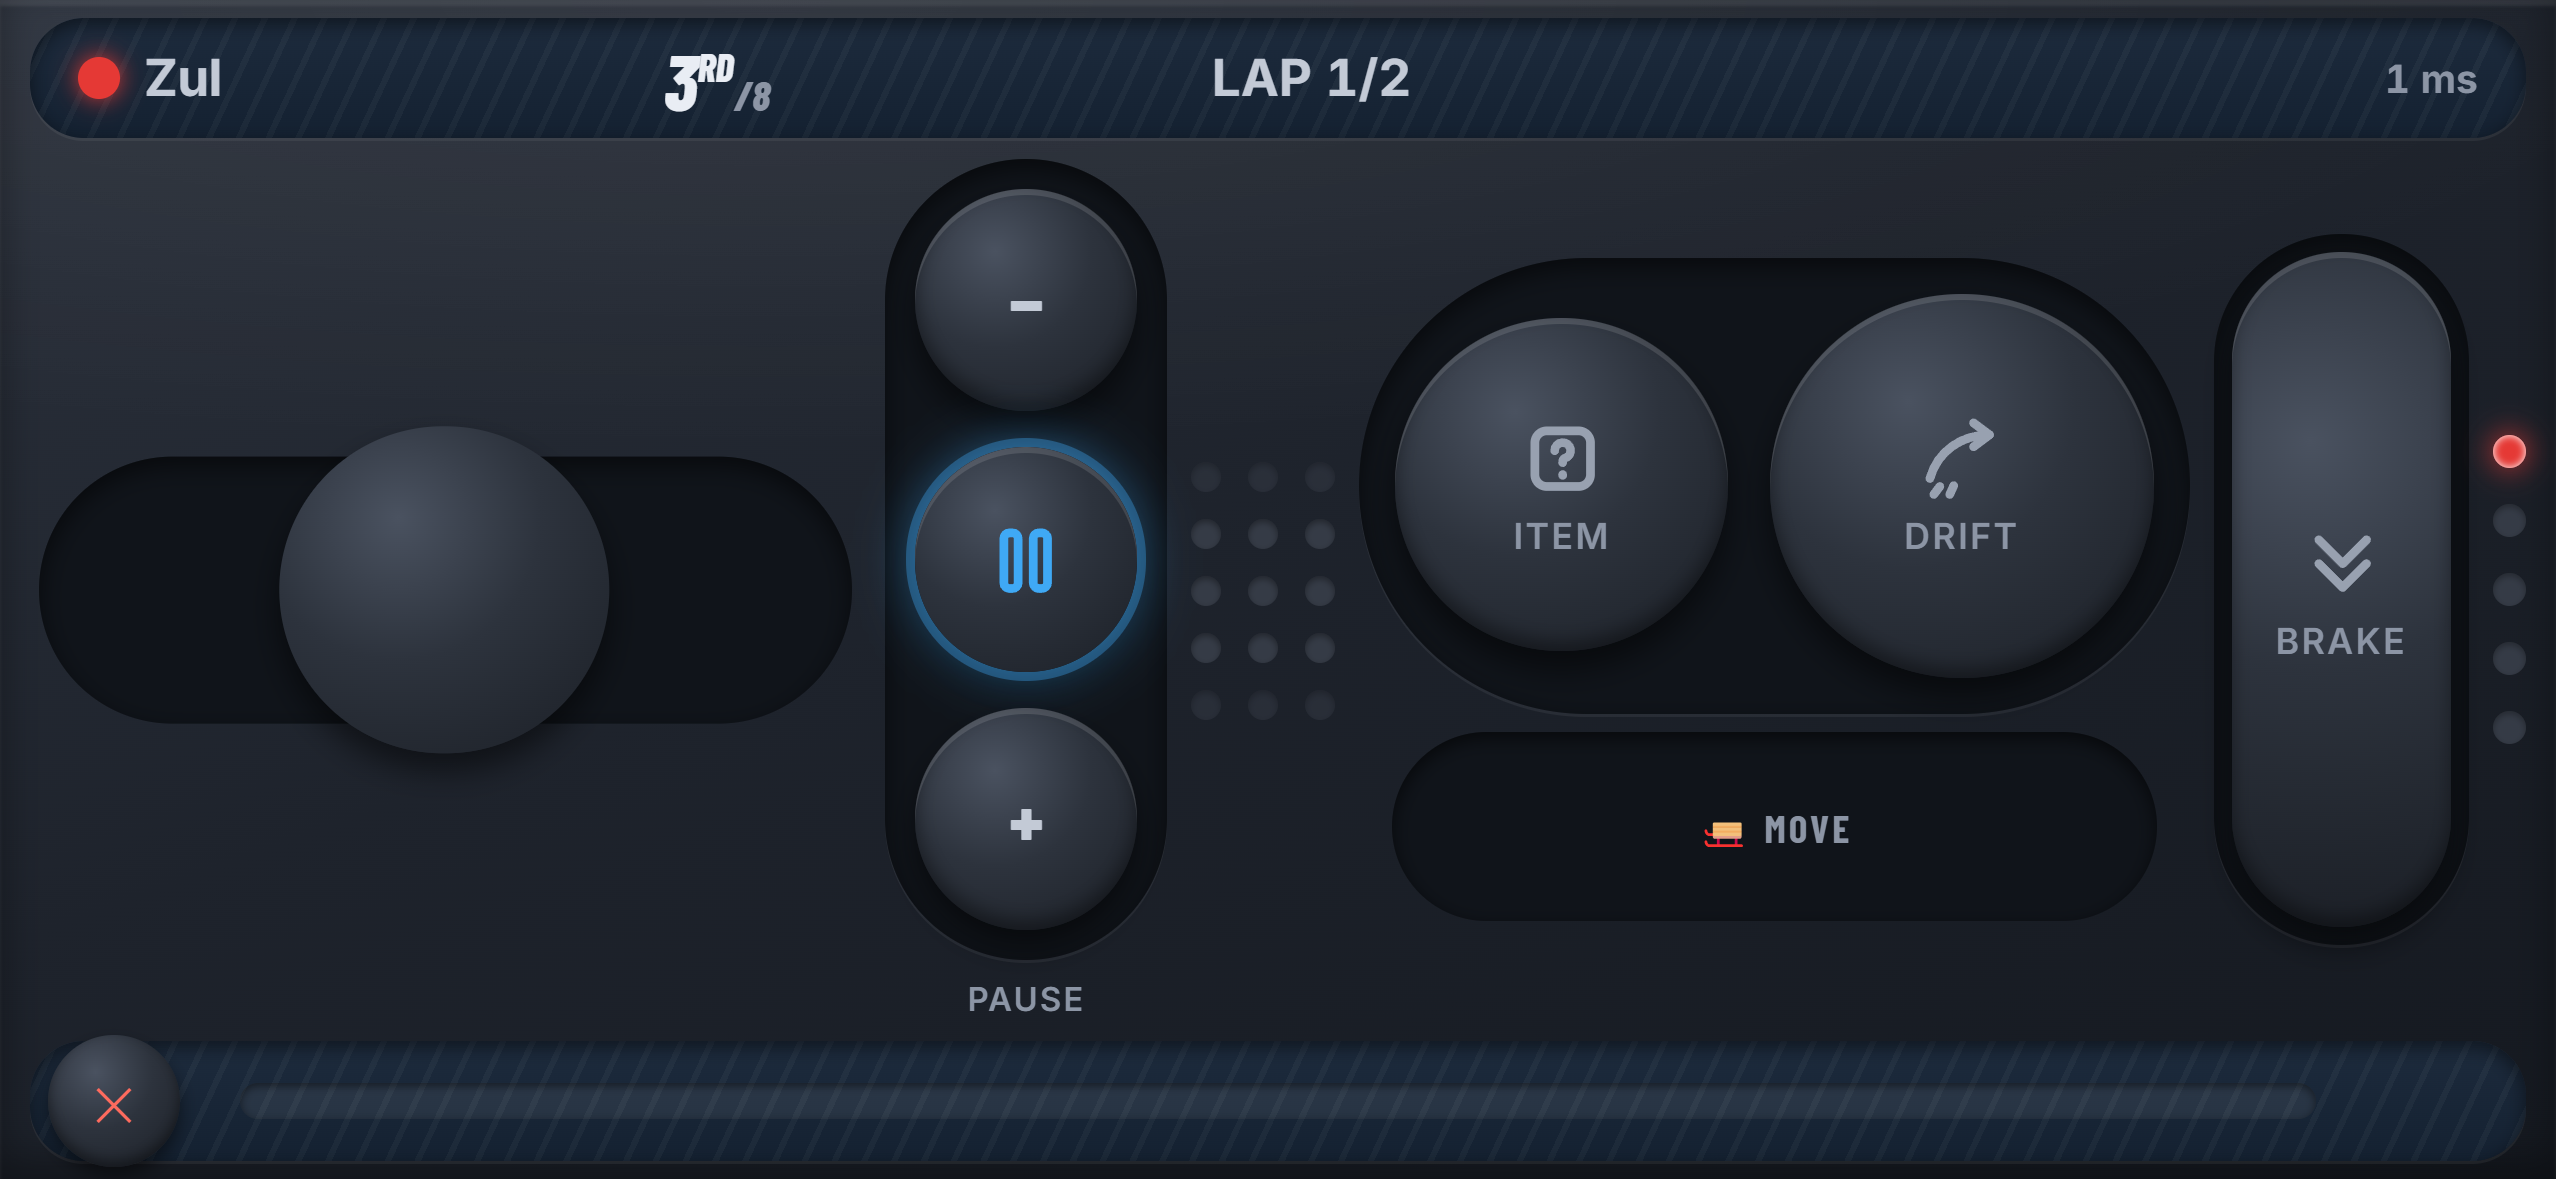 Zul
3RD/8
LAP 1/2
1 ms
-
+
PAUSE
?
ITEM
DRIFT
MOVE
BRAKE